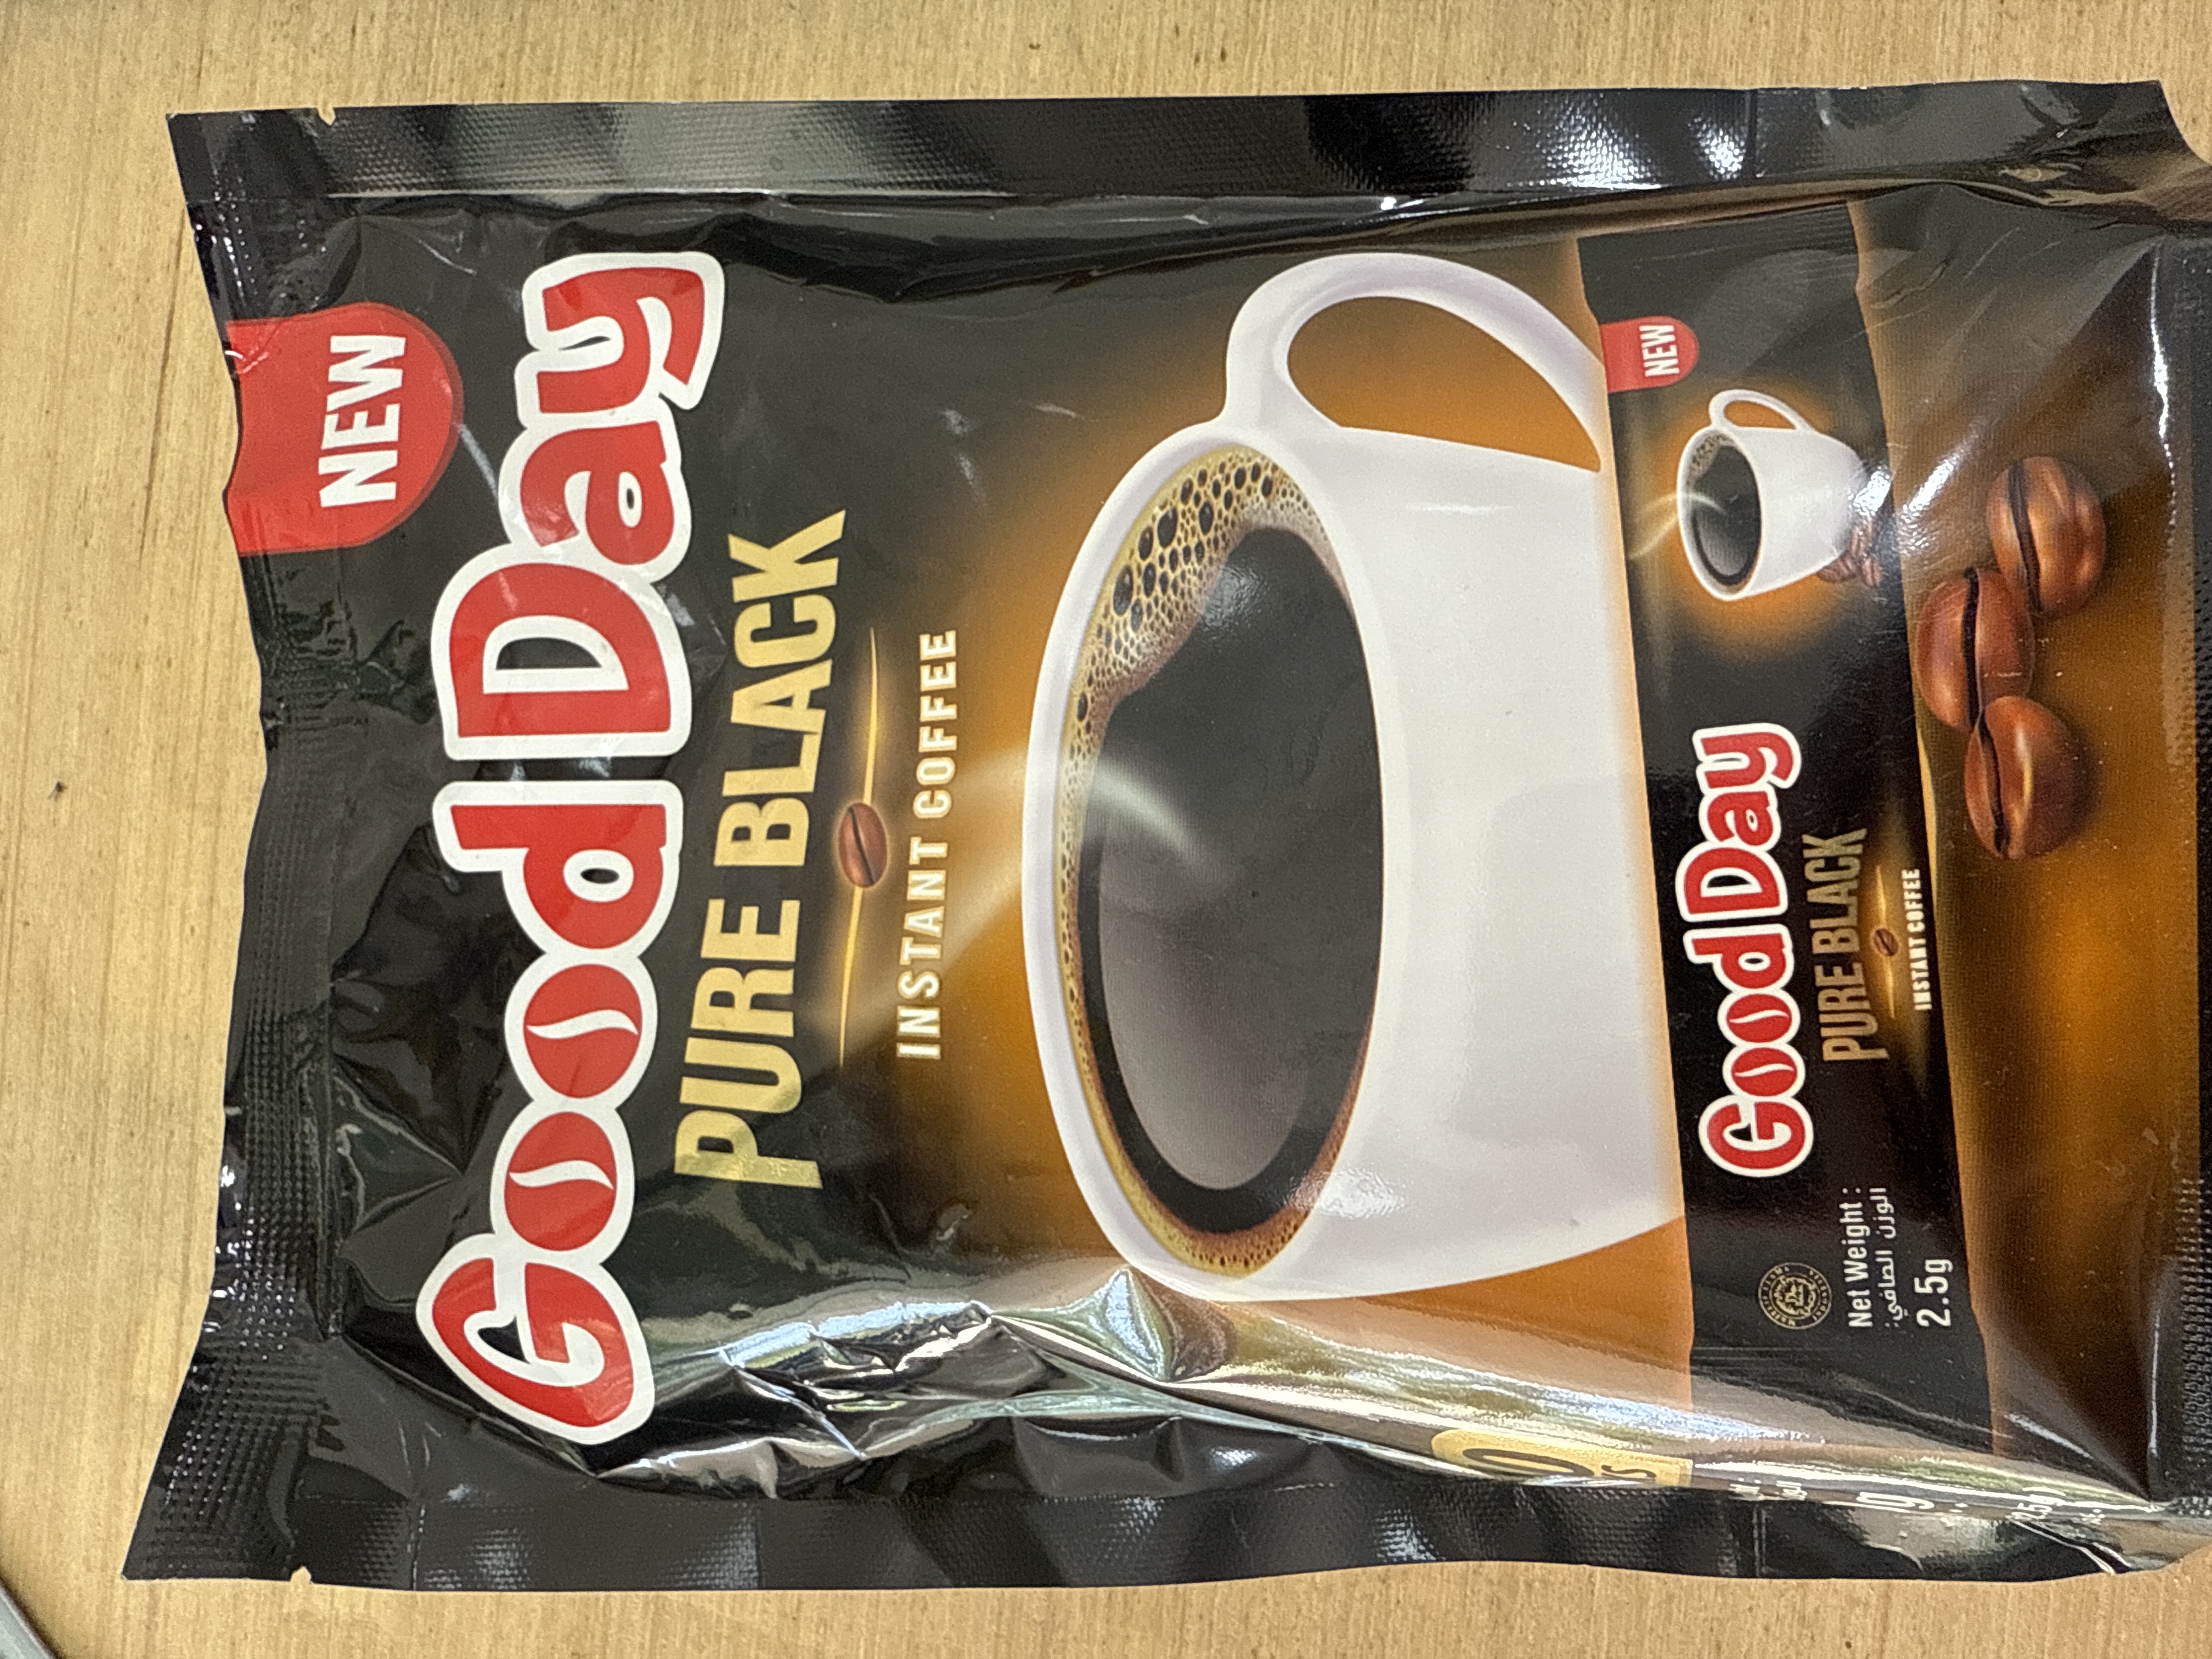 NEW
Good Day
PURE BLACK
INSTANT COFFEE
NEW
Good Day
PURE BLACK
INSTANT COFFEE
Net Weight :
الوزن الصافي:
2.5g